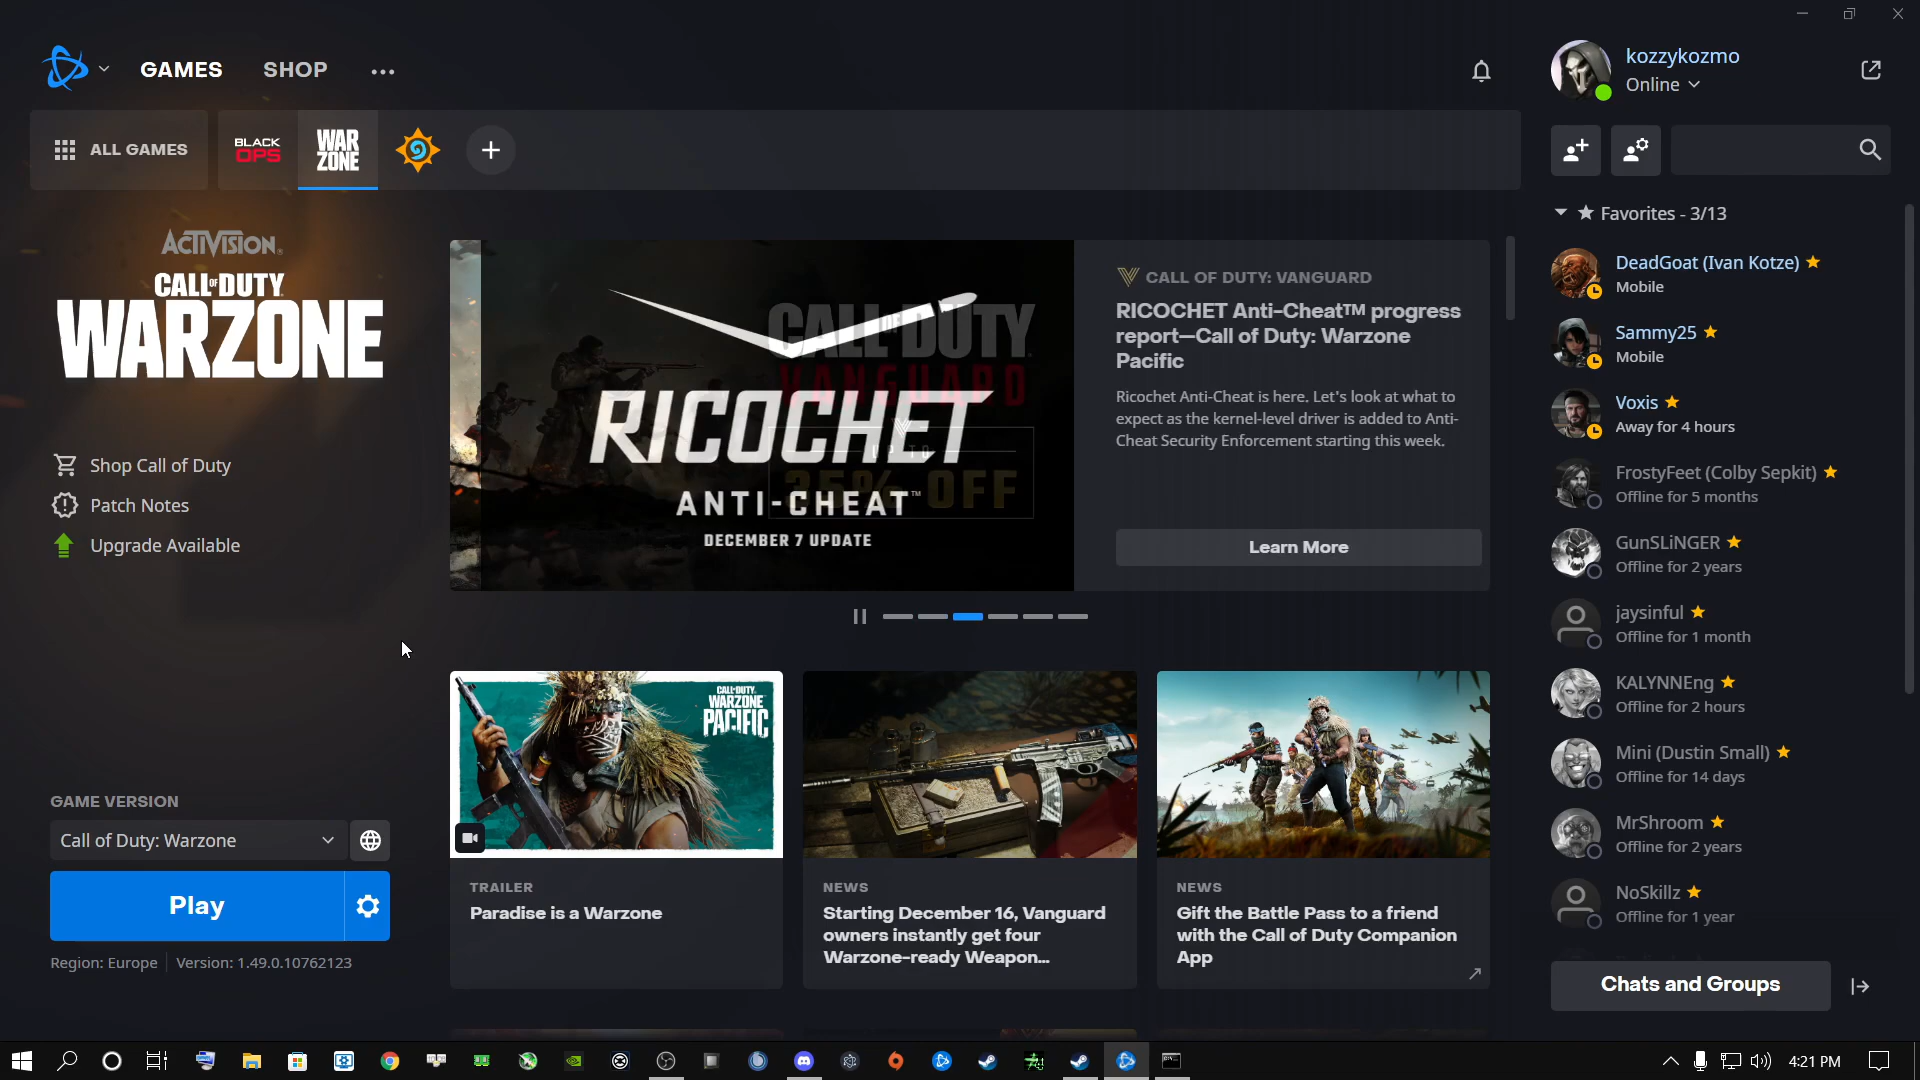 GAMES
SHOP
kozzykozmo
Online
ALL GAMES
BLACK
OPS
WAR
ZONE
Favorites - 3/13
ACTIVISION
CALL OF DUTY
WARZONE
Shop Call of Duty
Patch Notes
Upgrade Available
CALL OF DUTY
VANGUARD
UP TO
35% OFF
RICOCHET
ANTI-CHEAT™
DECEMBER 7 UPDATE
CALL OF DUTY: VANGUARD
RICOCHET Anti-Cheat™ progress
report—Call of Duty: Warzone
Pacific
Ricochet Anti-Cheat is here. Let's look at what to
expect as the kernel-level driver is added to Anti-
Cheat Security Enforcement starting this week.
Learn More
DeadGoat (Ivan Kotze)
Mobile
Sammy25
Mobile
Voxis
Away for 4 hours
FrostyFeet (Colby Sepkit)
Offline for 5 months
GunSLiNGER
Offline for 2 years
jaysinful
Offline for 1 month
KALYNNEng
Offline for 2 hours
Mini (Dustin Small)
Offline for 14 days
MrShroom
Offline for 2 years
NoSkillz
Offline for 1 year
CALL OF DUTY
WARZONE
PACIFIC
TRAILER
Paradise is a Warzone
NEWS
Starting December 16, Vanguard
owners instantly get four
Warzone-ready Weapon...
NEWS
Gift the Battle Pass to a friend
with the Call of Duty Companion
App
GAME VERSION
Call of Duty: Warzone
Play
Region: Europe
Version: 1.49.0.10762123
Chats and Groups
4:21 PM